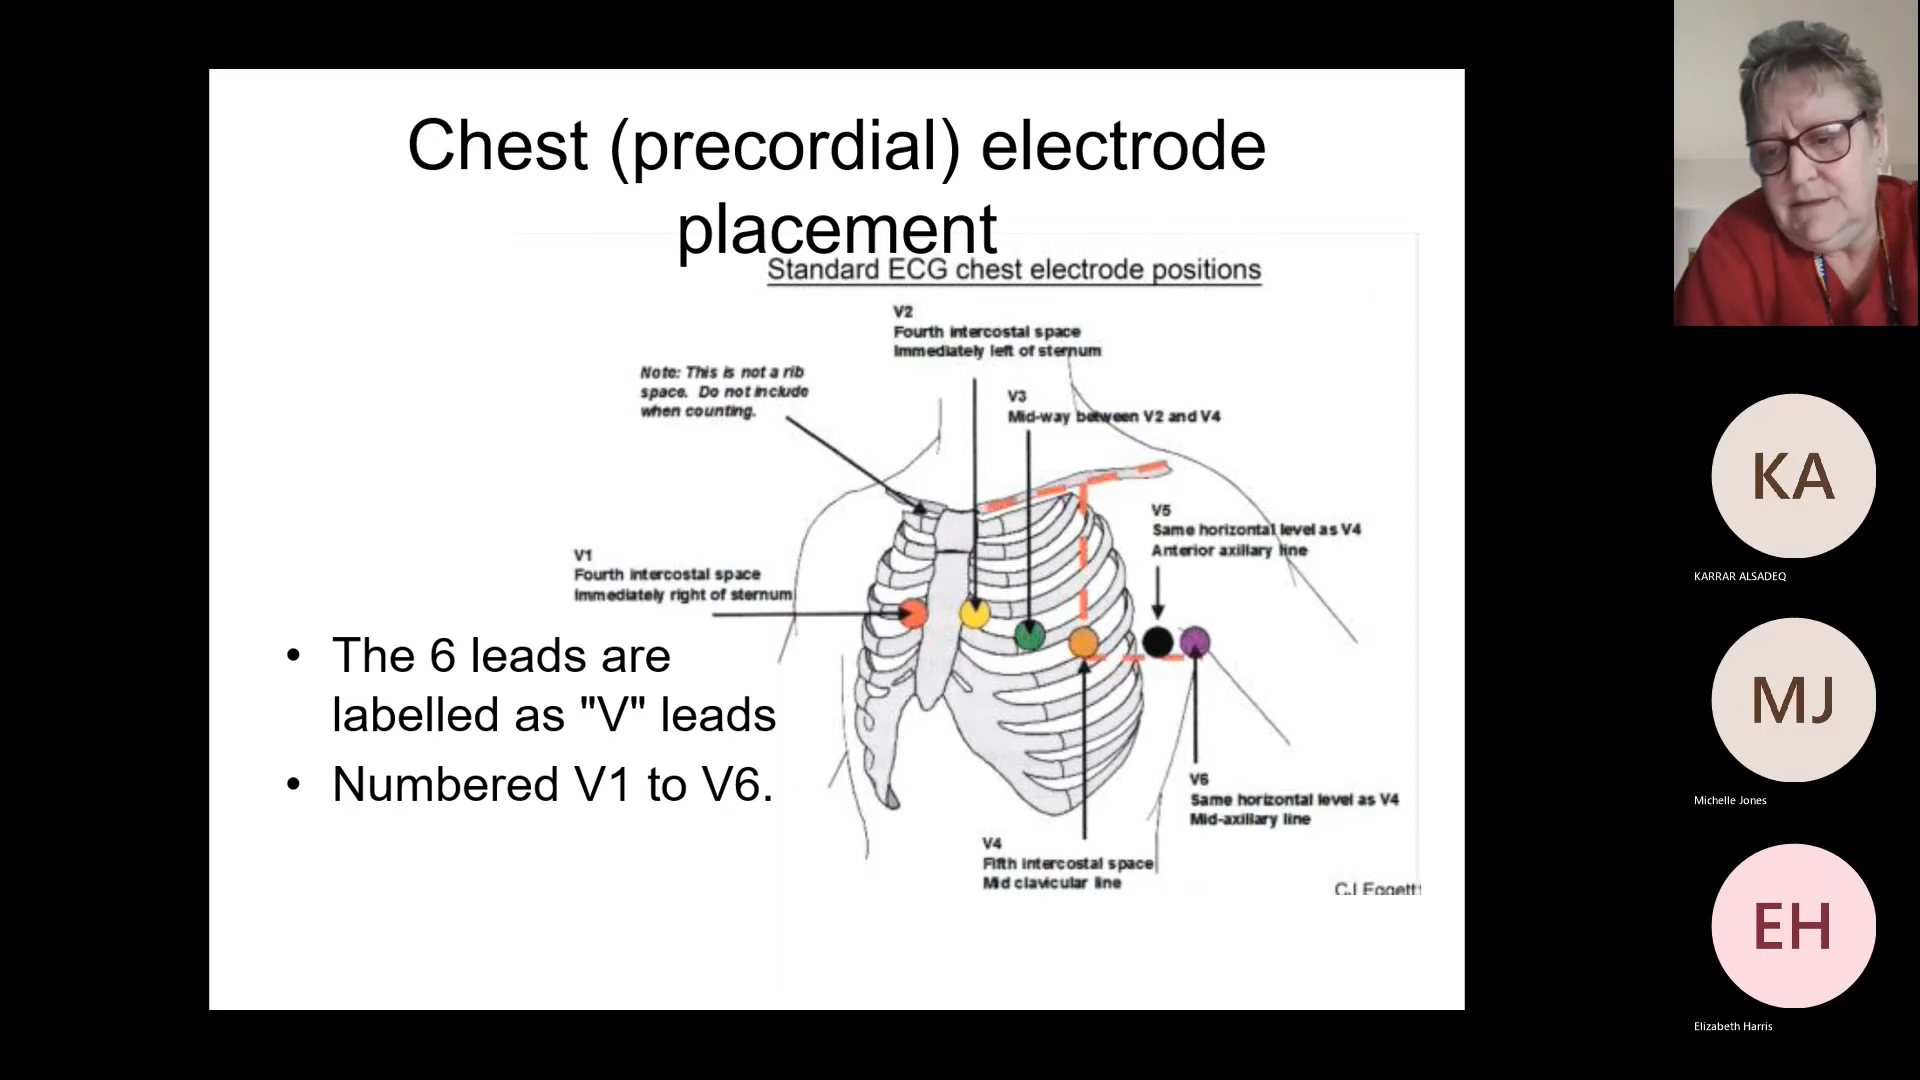 Chest (precordial) electrode
placement
Standard ECG chest electrode positions
V2
Fourth intercostal space
Immediately left of sternum
Note: This is not a rib
space. Do not include
when counting.
V3
Mid-way between V2 and V4
V5
Same horizontal level as V4
Anterior axillary line
V1
Fourth intercostal space
Immediately right of sternum
• The 6 leads are
labelled as "V" leads
• Numbered V1 to V6.
V6
Same horizontal level as V4
Mid-axillary line
V4
Fifth intercostal space
Mid clavicular line
CJ Eggett
KA
KARRAR ALSADEQ
MJ
Michelle Jones
EH
Elizabeth Harris